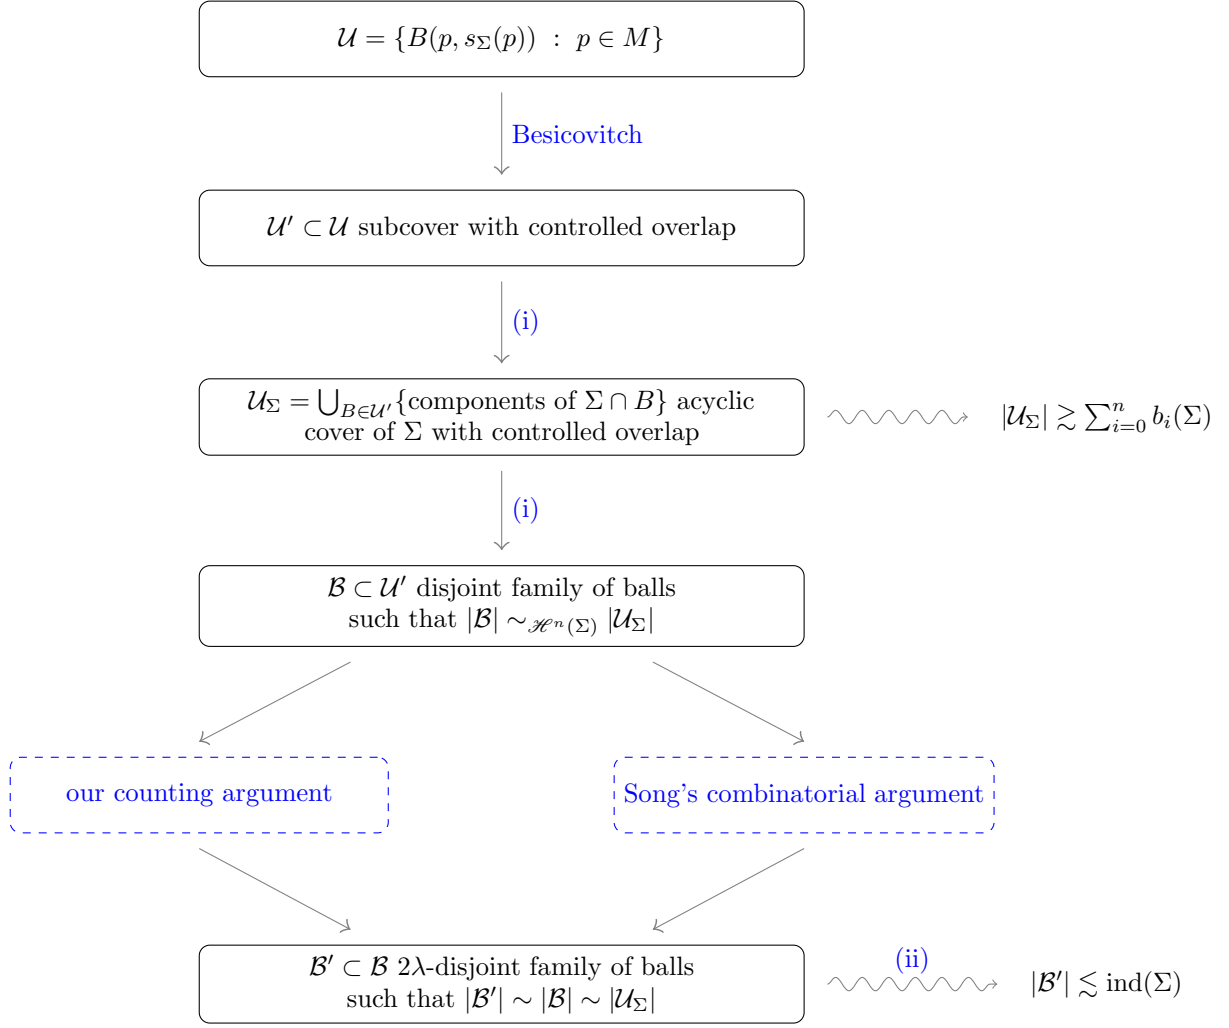 𝒰 = {B(p, s_Σ(p)) : p ∈ M}
Besicovitch
𝒰′ ⊂ 𝒰 subcover with controlled overlap
(i)
𝒰_Σ = ⋃_{B∈𝒰′}{components of Σ ∩ B} acyclic
cover of Σ with controlled overlap
|𝒰_Σ| ≳ ∑_{i=0}^{n} b_i(Σ)
(i)
ℬ ⊂ 𝒰′ disjoint family of balls
such that |ℬ| ∼_{ℋⁿ(Σ)} |𝒰_Σ|
our counting argument
Song's combinatorial argument
ℬ′ ⊂ ℬ 2λ-disjoint family of balls
such that |ℬ′| ∼ |ℬ| ∼ |𝒰_Σ|
(ii)
|ℬ′| ≲ ind(Σ)